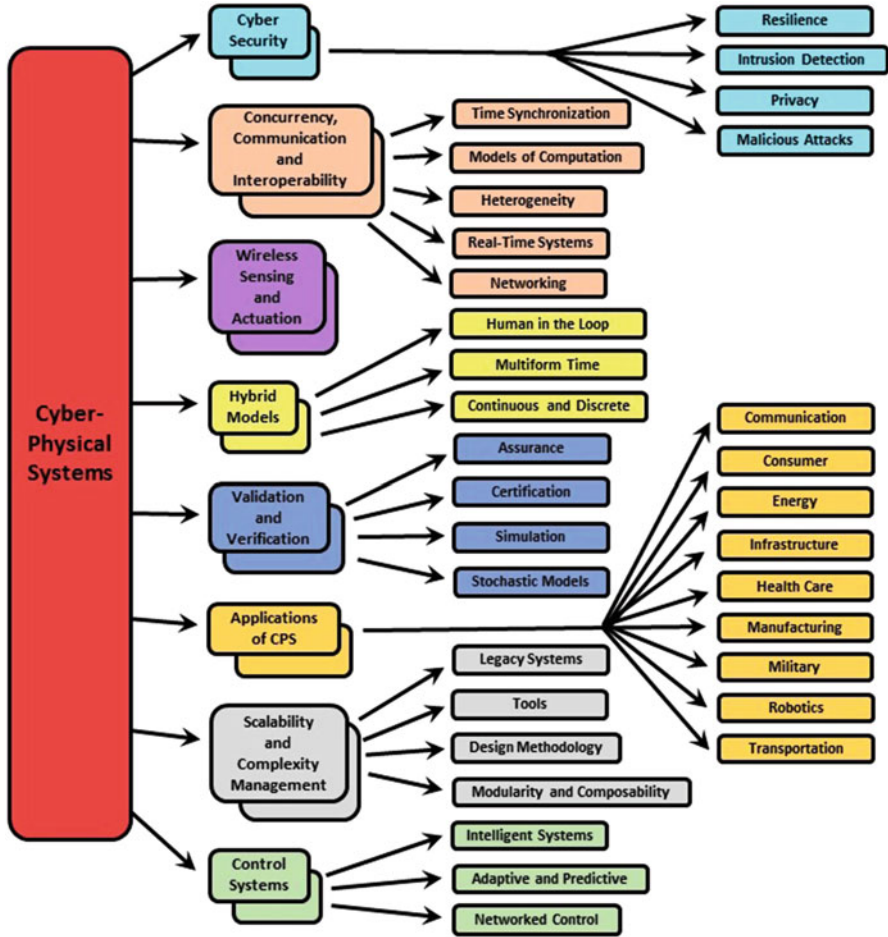 Cyber-
Physical
Systems
Cyber
Security
Resilience
Intrusion Detection
Privacy
Malicious Attacks
Concurrency,
Communication
and
Interoperability
Time Synchronization
Models of Computation
Heterogeneity
Real-Time Systems
Networking
Wireless
Sensing
and
Actuation
Hybrid
Models
Human in the Loop
Multiform Time
Continuous and Discrete
Validation
and
Verification
Assurance
Certification
Simulation
Stochastic Models
Applications
of CPS
Communication
Consumer
Energy
Infrastructure
Health Care
Manufacturing
Military
Robotics
Transportation
Scalability
and
Complexity
Management
Legacy Systems
Tools
Design Methodology
Modularity and Composability
Control
Systems
Intelligent Systems
Adaptive and Predictive
Networked Control